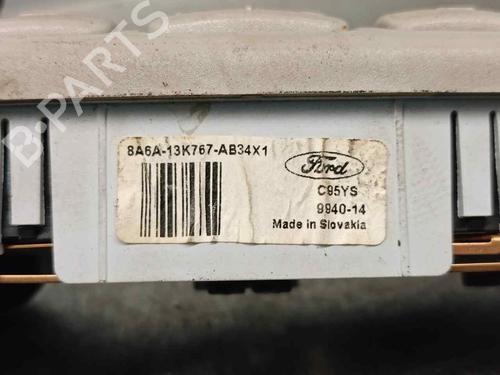 B-PARTS
8A6A-13K767-AB34X1
Ford
C95YS
9940-14
Made in Slovakia